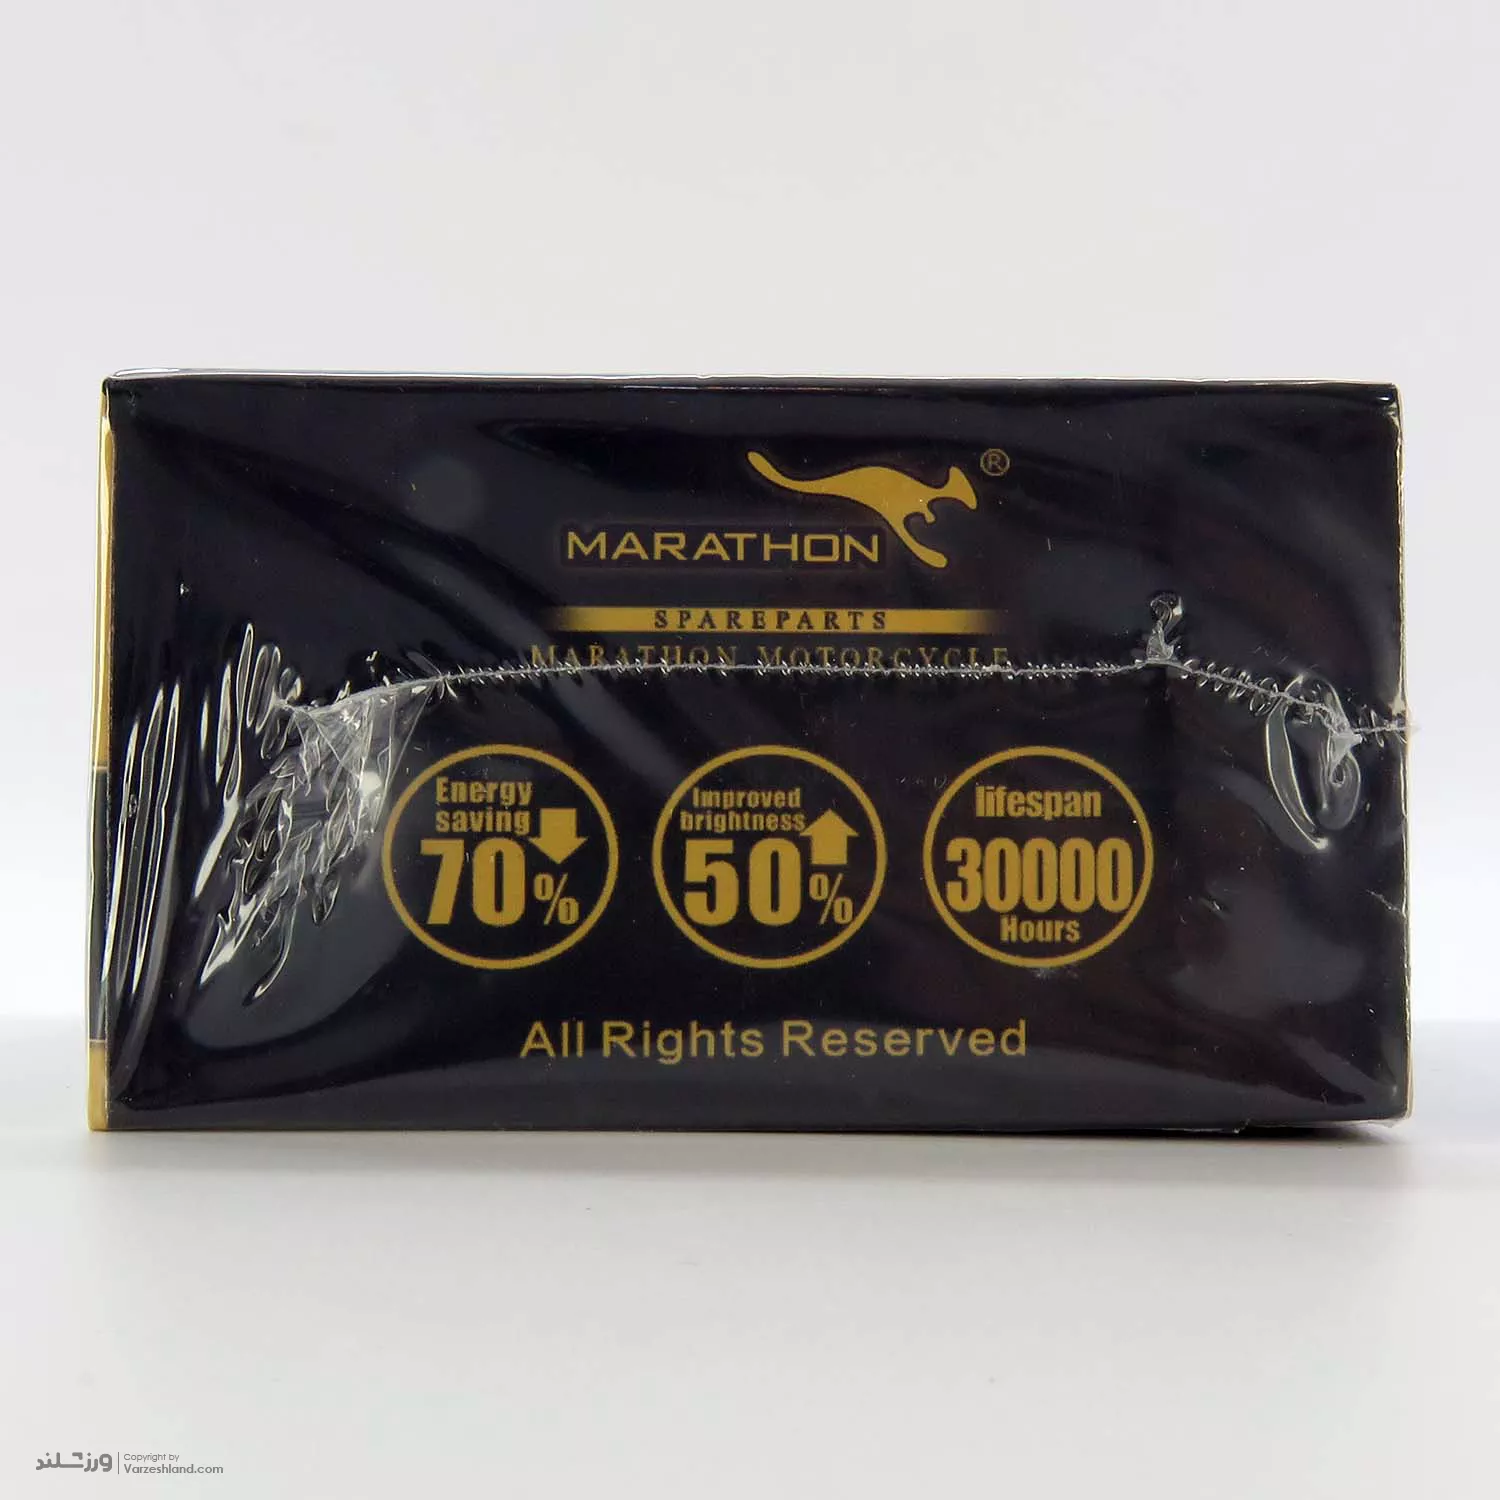 MARATHON ®
SPAREPARTS
MARATHON MOTORCYCLE
Energy
saving
70%
Improved
brightness
50%
lifespan
30000
Hours
All Rights Reserved
ورزشلند
Copyright by
Varzeshland.com